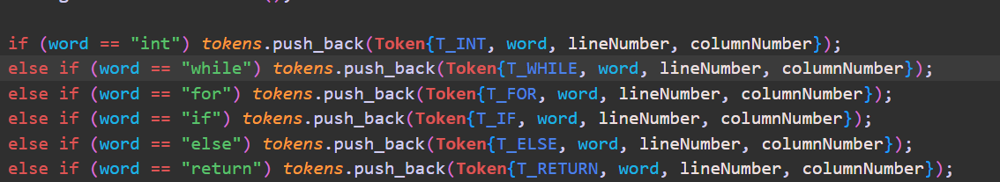 if (word == "int") tokens.push_back(Token{T_INT, word, lineNumber, columnNumber});
else if (word == "while") tokens.push_back(Token{T_WHILE, word, lineNumber, columnNumber});
else if (word == "for") tokens.push_back(Token{T_FOR, word, lineNumber, columnNumber});
else if (word == "if") tokens.push_back(Token{T_IF, word, lineNumber, columnNumber});
else if (word == "else") tokens.push_back(Token{T_ELSE, word, lineNumber, columnNumber});
else if (word == "return") tokens.push_back(Token{T_RETURN, word, lineNumber, columnNumber});